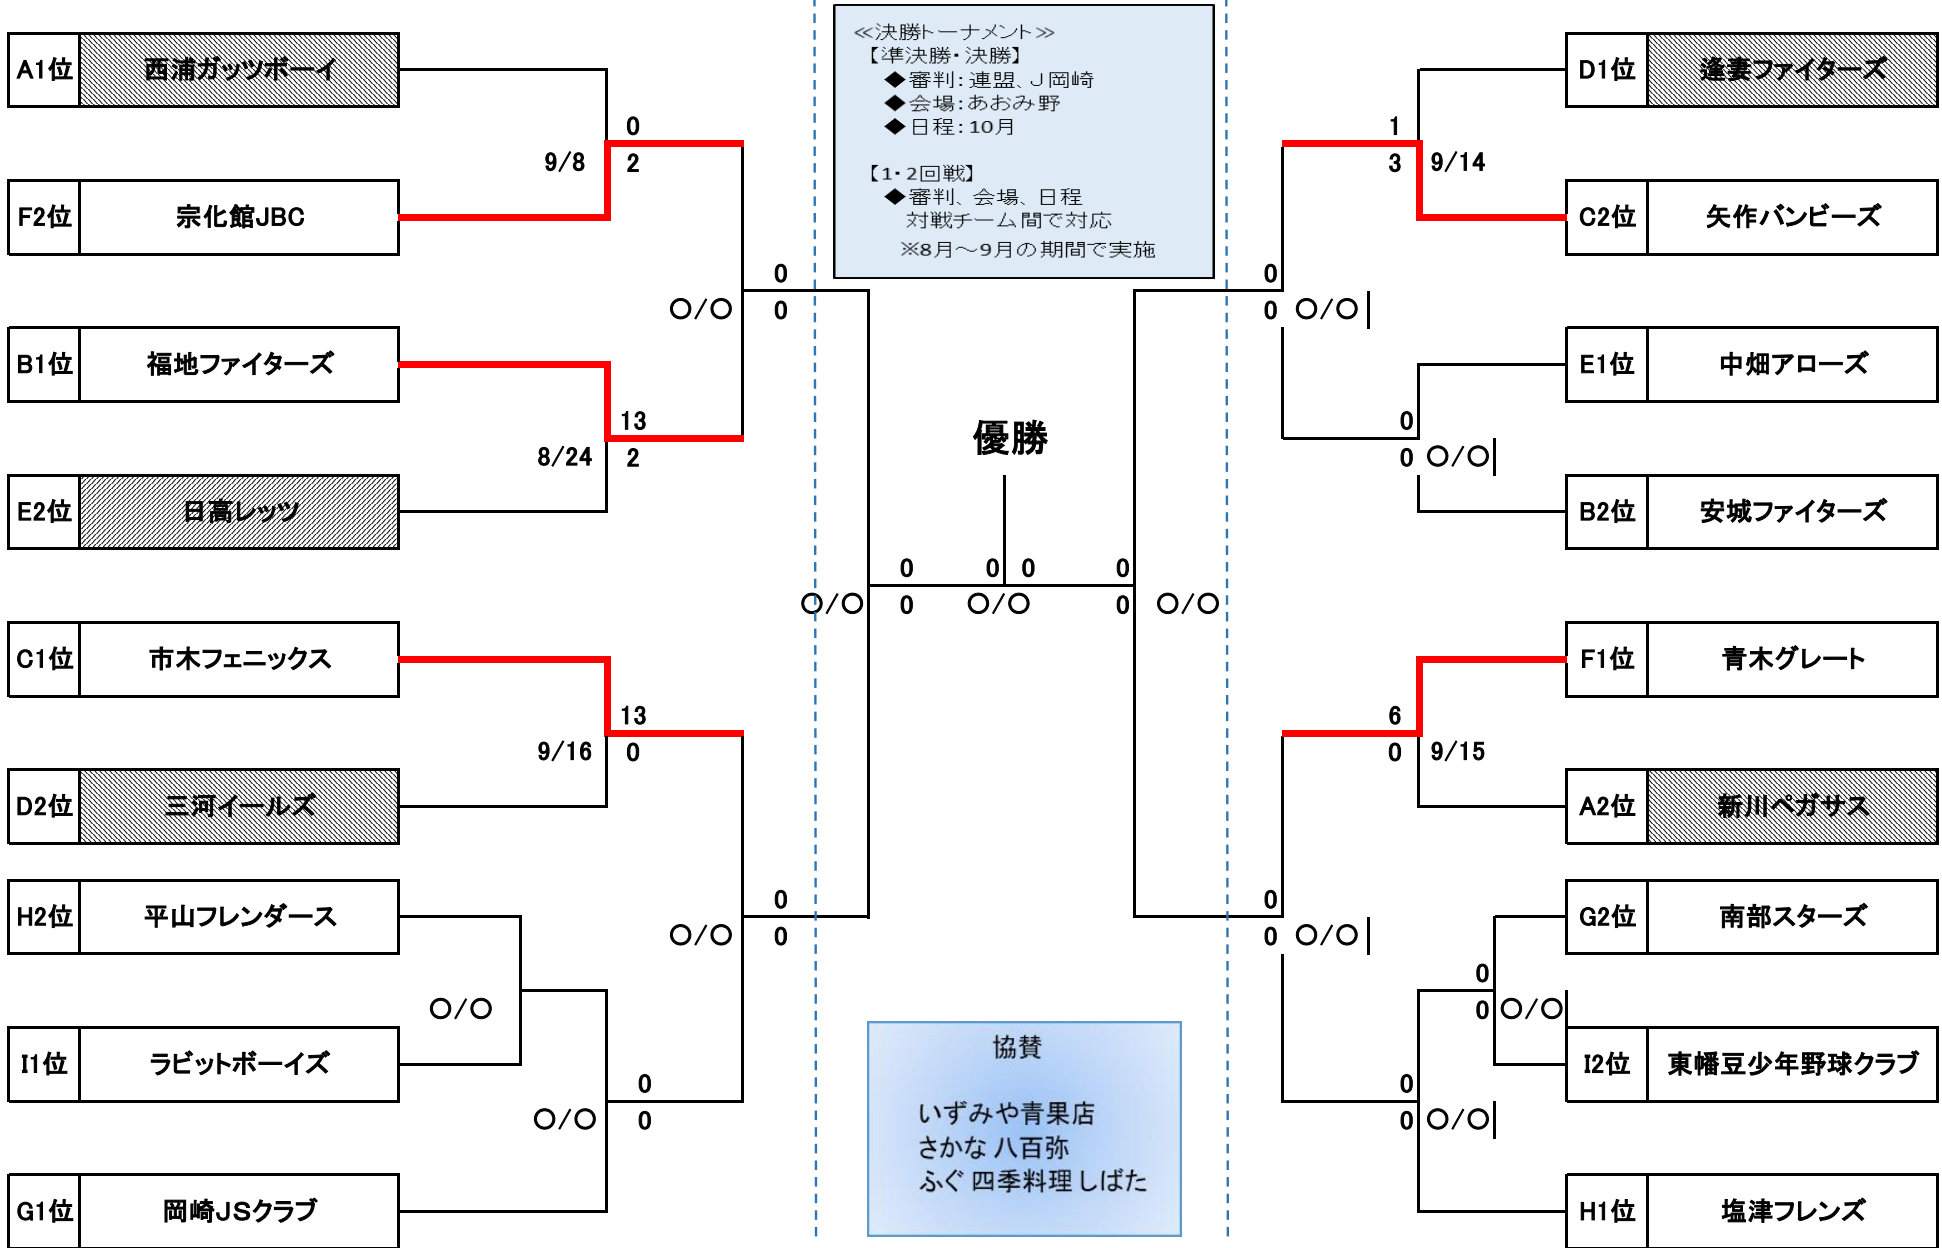 ≪決勝トーナメント≫
【準決勝・決勝】
◆審判：連盟、J岡崎
◆会場：あおみ野
◆日程：10月
【1・2回戦】
◆審判、会場、日程
対戦チーム間で対応
※8月～9月の期間で実施
A1位 西浦ガッツボーイ
0
9/8 2
F2位 宗化館JBC
0
〇/〇 0
B1位 福地ファイターズ
13
8/24 2
E2位 日高レッツ
0
〇/〇 0
C1位 市木フェニックス
13
9/16 0
D2位 三河イールズ
0
〇/〇 0
H2位 平山フレンダース
〇/〇
I1位 ラビットボーイズ
0
〇/〇 0
G1位 岡崎JSクラブ
優勝
0 0
〇/〇
D1位 逢妻ファイターズ
1
3 9/14
C2位 矢作バンビーズ
0
0 〇/〇
E1位 中畑アローズ
0
0 〇/〇
B2位 安城ファイターズ
0
0 〇/〇
F1位 青木グレート
6
0 9/15
A2位 新川ペガサス
0
0 〇/〇
G2位 南部スターズ
0
0 〇/〇
I2位 東幡豆少年野球クラブ
0
0 〇/〇
H1位 塩津フレンズ
協賛
いずみや青果店
さかな 八百弥
ふぐ 四季料理 しばた